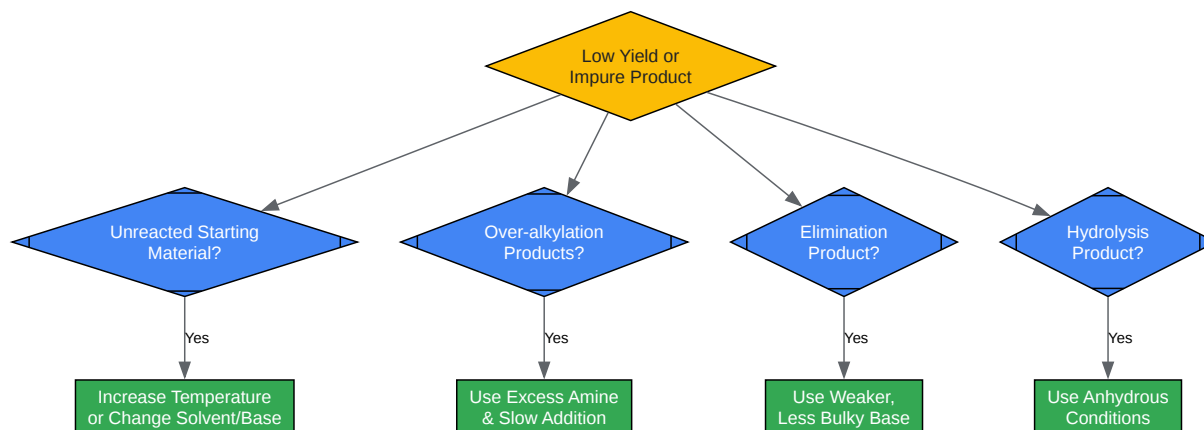 Low Yield or
Impure Product
Unreacted Starting
Material?
Over-alkylation
Products?
Elimination
Product?
Hydrolysis
Product?
Yes
Yes
Yes
Yes
Increase Temperature
or Change Solvent/Base
Use Excess Amine
& Slow Addition
Use Weaker,
Less Bulky Base
Use Anhydrous
Conditions